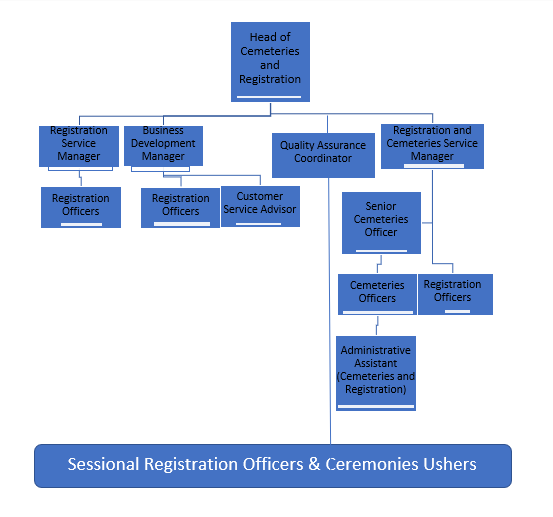 Head of
Cemeteries
and
Registration
Registration
Service
Manager
Business
Development
Manager
Quality Assurance
Coordinator
Registration and
Cemeteries Service
Manager
Registration
Officers
Registration
Officers
Customer
Service Advisor
Senior
Cemeteries
Officer
Cemeteries
Officers
Registration
Officers
Administrative
Assistant
(Cemeteries and
Registration)
Sessional Registration Officers & Ceremonies Ushers